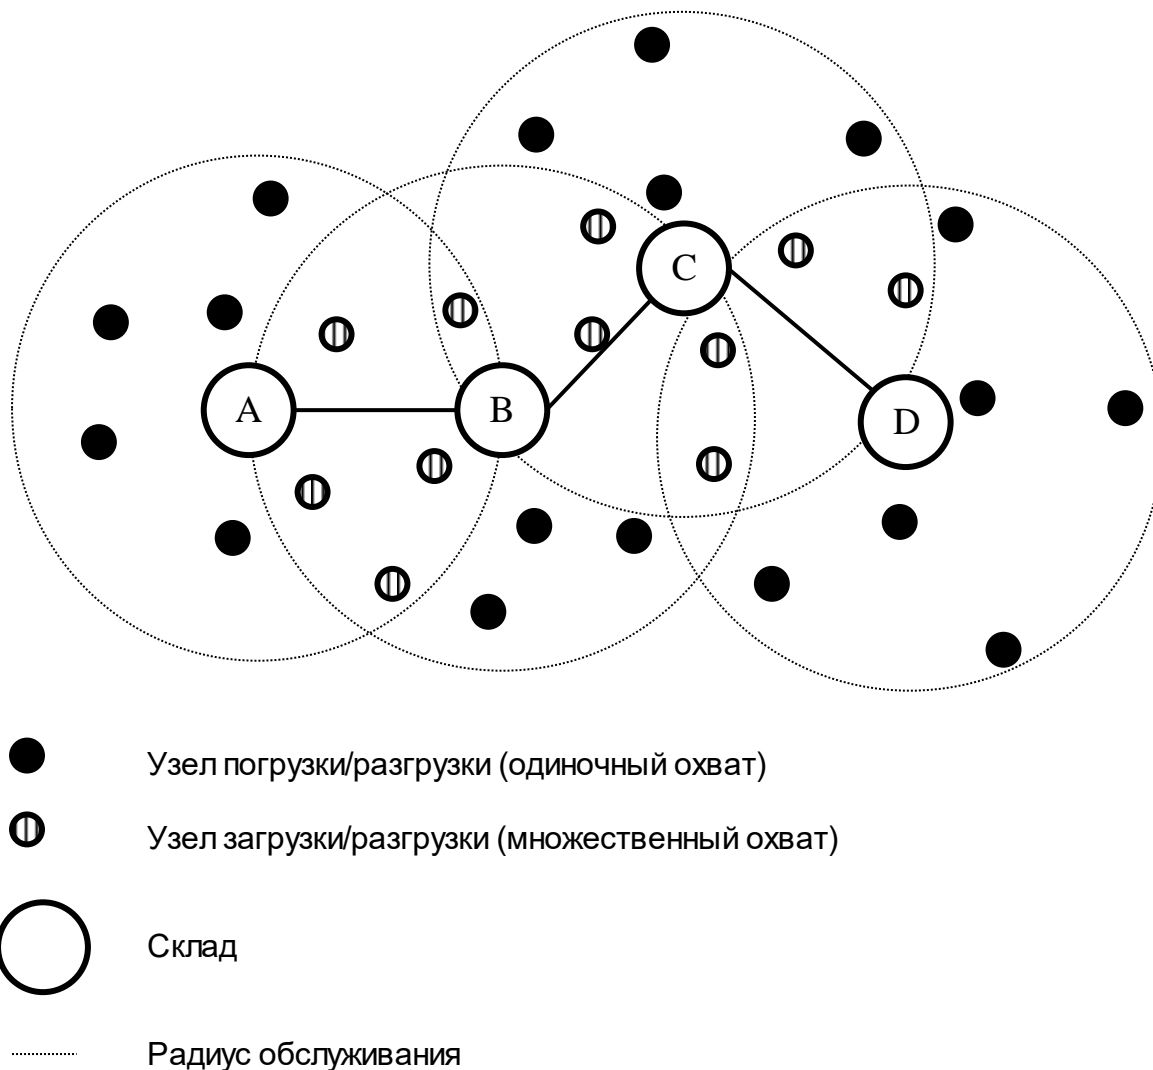 C
A
B
D
Узел погрузки/разгрузки (одиночный охват)
Узел загрузки/разгрузки (множественный охват)
Склад
Радиус обслуживания